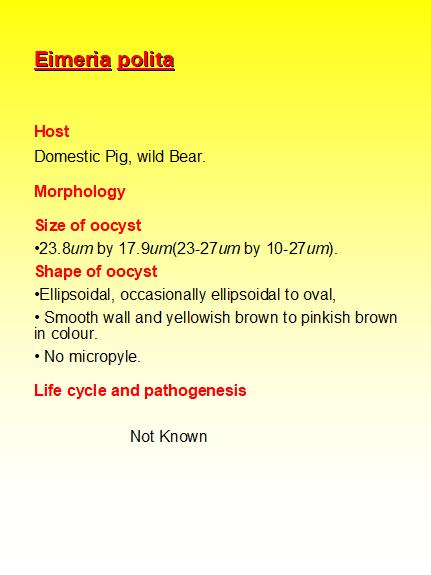 Eimeria polita
Host
Domestic Pig, wild Bear.
Morphology
Size of oocyst
•23.8um by 17.9um(23-27um by 10-27um).
Shape of oocyst
•Ellipsoidal, occasionally ellipsoidal to oval,
• Smooth wall and yellowish brown to pinkish brown
in colour.
• No micropyle.
Life cycle and pathogenesis
Not Known